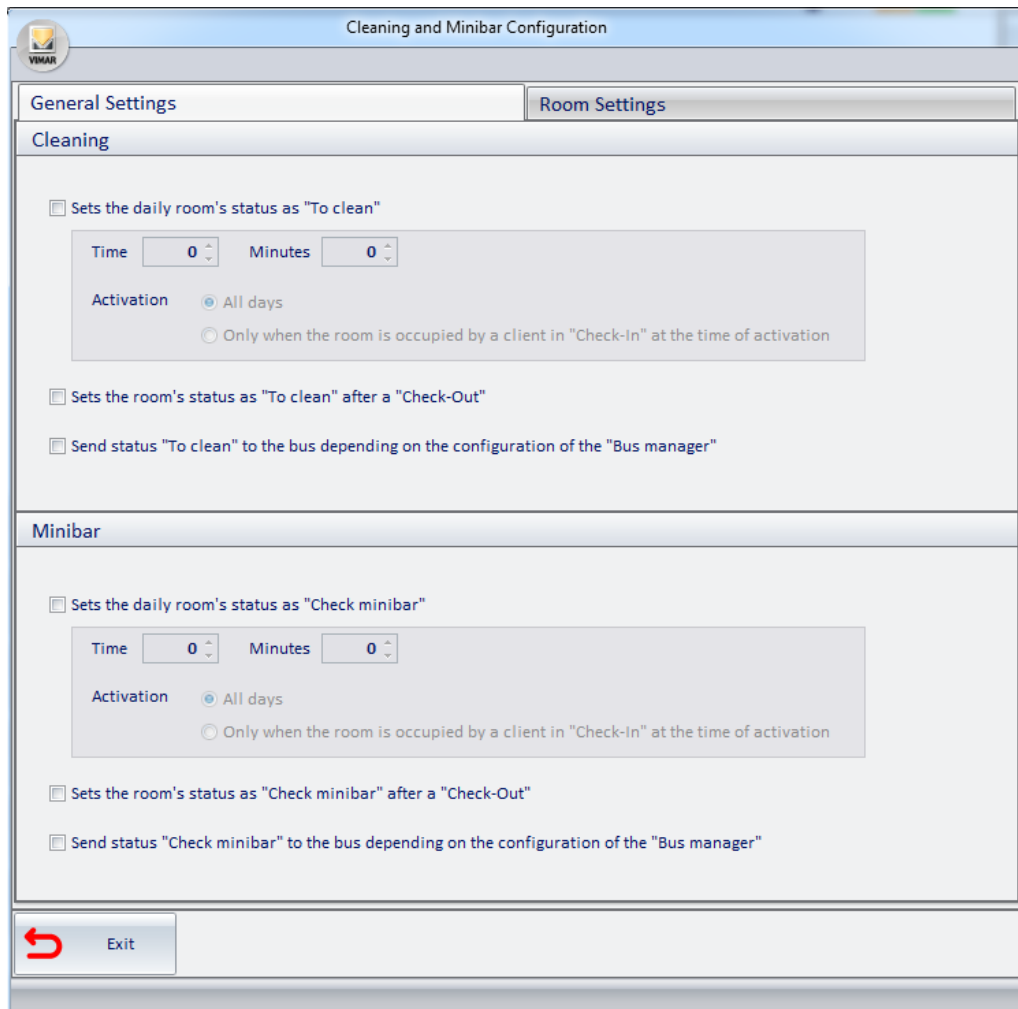 Cleaning and Minibar Configuration
VIMAR
General Settings
Room Settings
Cleaning
Sets the daily room's status as "To clean"
Time 0 Minutes 0
Activation All days
Only when the room is occupied by a client in "Check-In" at the time of activation
Sets the room's status as "To clean" after a "Check-Out"
Send status "To clean" to the bus depending on the configuration of the "Bus manager"
Minibar
Sets the daily room's status as "Check minibar"
Time 0 Minutes 0
Activation All days
Only when the room is occupied by a client in "Check-In" at the time of activation
Sets the room's status as "Check minibar" after a "Check-Out"
Send status "Check minibar" to the bus depending on the configuration of the "Bus manager"
Exit